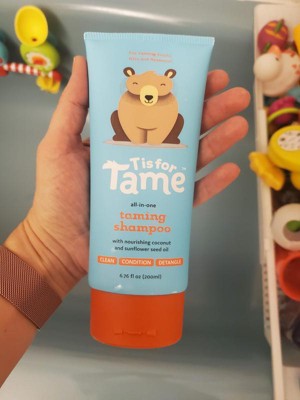 T is for
Tame
all-in-one
taming
shampoo
with nourishing coconut
and sunflower seed oil
CLEAN CONDITION DETANGLE
6.76 fl oz (200ml)